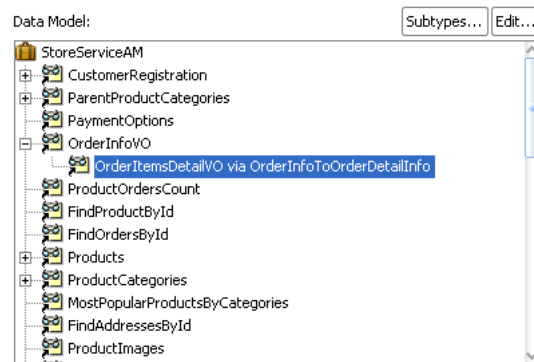 Data Model:
Subtypes... Edit...
StoreServiceAM
CustomerRegistration
ParentProductCategories
PaymentOptions
OrderInfoVO
OrderItemsDetailVO via OrderInfoToOrderDetailInfo
ProductOrdersCount
FindProductById
FindOrdersById
Products
ProductCategories
MostPopularProductsByCategories
FindAddressesById
ProductImages